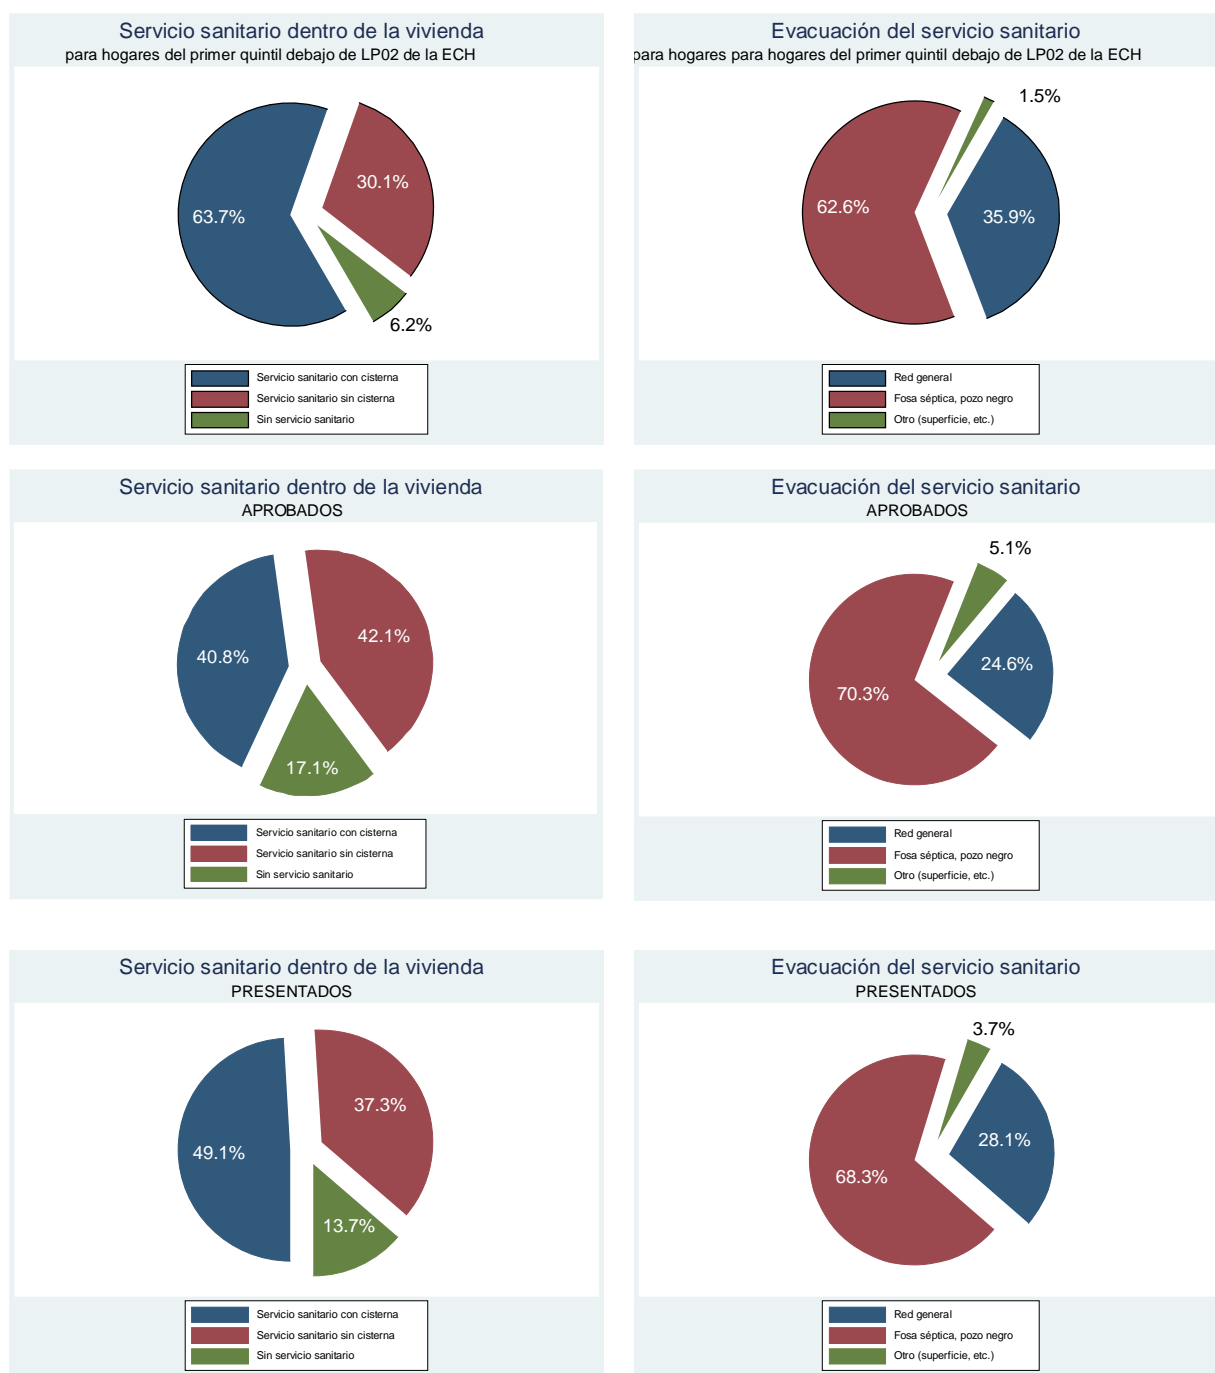 Servicio sanitario dentro de la vivienda
para hogares del primer quintil debajo de LP02 de la ECH
63.7%
30.1%
6.2%
Servicio sanitario con cisterna
Servicio sanitario sin cisterna
Sin servicio sanitario
Evacuación del servicio sanitario
para hogares para hogares del primer quintil debajo de LP02 de la ECH
1.5%
62.6%
35.9%
Red general
Fosa séptica, pozo negro
Otro (superficie, etc.)
Servicio sanitario dentro de la vivienda
APROBADOS
42.1%
40.8%
17.1%
Servicio sanitario con cisterna
Servicio sanitario sin cisterna
Sin servicio sanitario
Evacuación del servicio sanitario
APROBADOS
5.1%
24.6%
70.3%
Red general
Fosa séptica, pozo negro
Otro (superficie, etc.)
Servicio sanitario dentro de la vivienda
PRESENTADOS
37.3%
49.1%
13.7%
Servicio sanitario con cisterna
Servicio sanitario sin cisterna
Sin servicio sanitario
Evacuación del servicio sanitario
PRESENTADOS
3.7%
28.1%
68.3%
Red general
Fosa séptica, pozo negro
Otro (superficie, etc.)